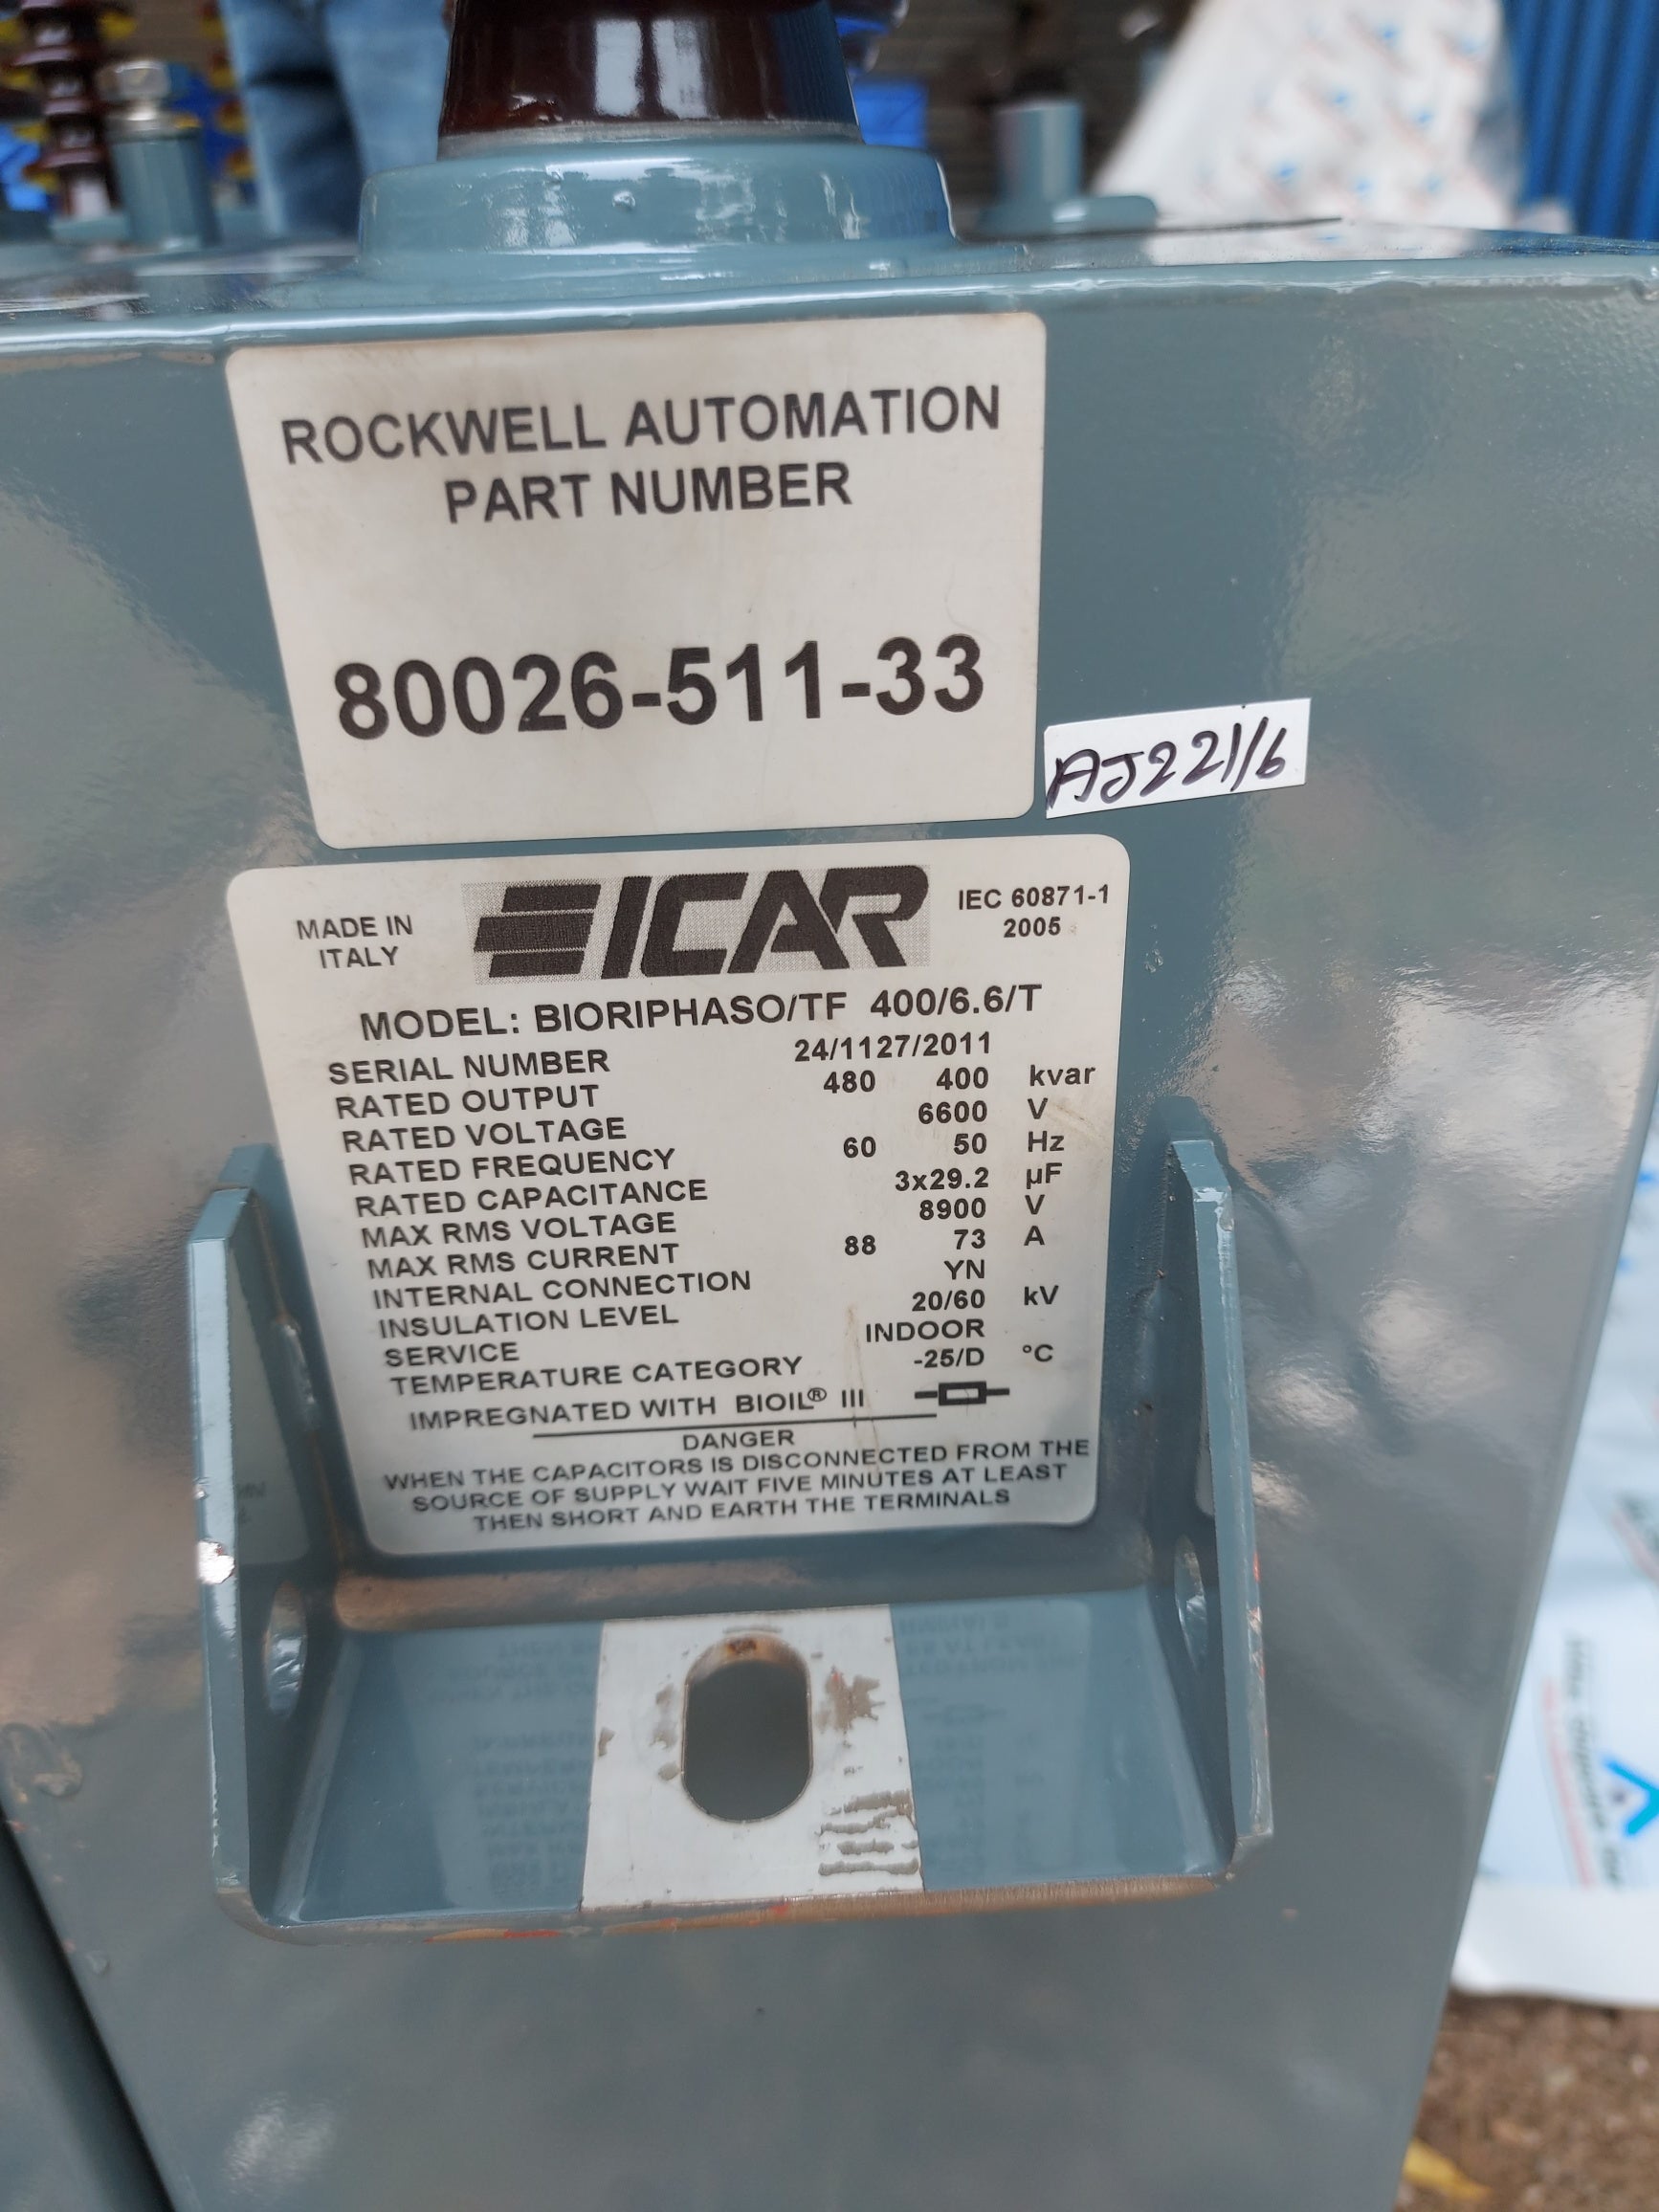 ROCKWELL AUTOMATION
PART NUMBER
80026-511-33
AJ221/6
MADE IN
ITALY
ICAR
IEC 60871-1
2005
MODEL: BIORIPHASO/TF 400/6.6/T
SERIAL NUMBER 24/1127/2011
RATED OUTPUT 480 400 kvar
RATED VOLTAGE 6600 V
RATED FREQUENCY 60 50 Hz
RATED CAPACITANCE 3x29.2 µF
MAX RMS VOLTAGE 8900 V
MAX RMS CURRENT 88 73 A
INTERNAL CONNECTION YN
INSULATION LEVEL 20/60 kV
SERVICE INDOOR
TEMPERATURE CATEGORY -25/D °C
IMPREGNATED WITH BIOIL® III
DANGER
WHEN THE CAPACITORS IS DISCONNECTED FROM THE
SOURCE OF SUPPLY WAIT FIVE MINUTES AT LEAST
THEN SHORT AND EARTH THE TERMINALS